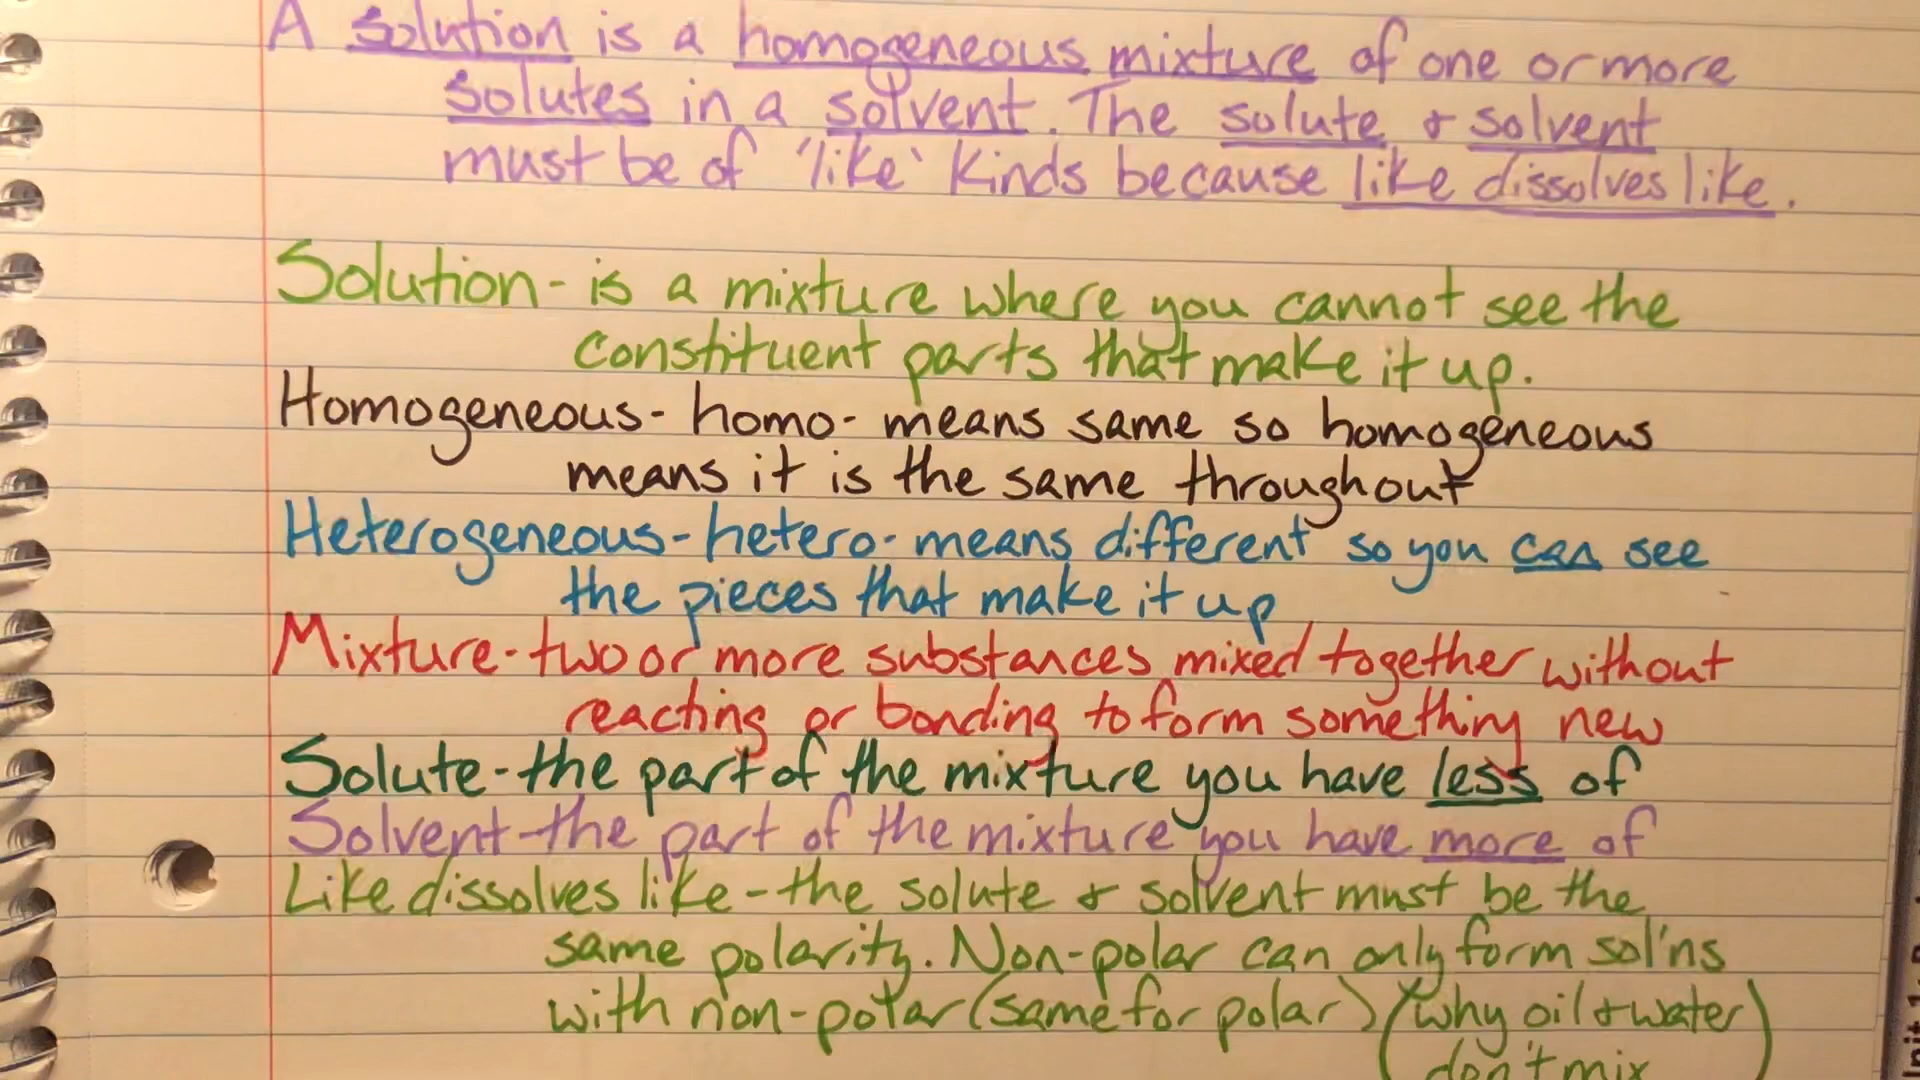 A solution is a homogeneous mixture of one or more
solutes in a solvent. The solute & solvent
must be of 'like' kinds because like dissolves like.
Solution- is a mixture where you cannot see the
constituent parts that make it up.
Homogeneous- homo- means same so homogeneous
means it is the same throughout
Heterogeneous- hetero- means different so you can see
the pieces that make it up
Mixture- two or more substances mixed together without
reacting or bonding to form something new
Solute- the part of the mixture you have less of
Solvent- the part of the mixture you have more of
Like dissolves like- the solute & solvent must be the
same polarity. Non-polar can only form sol'ns
with non-polar (same for polar) (why oil & water
don't mix